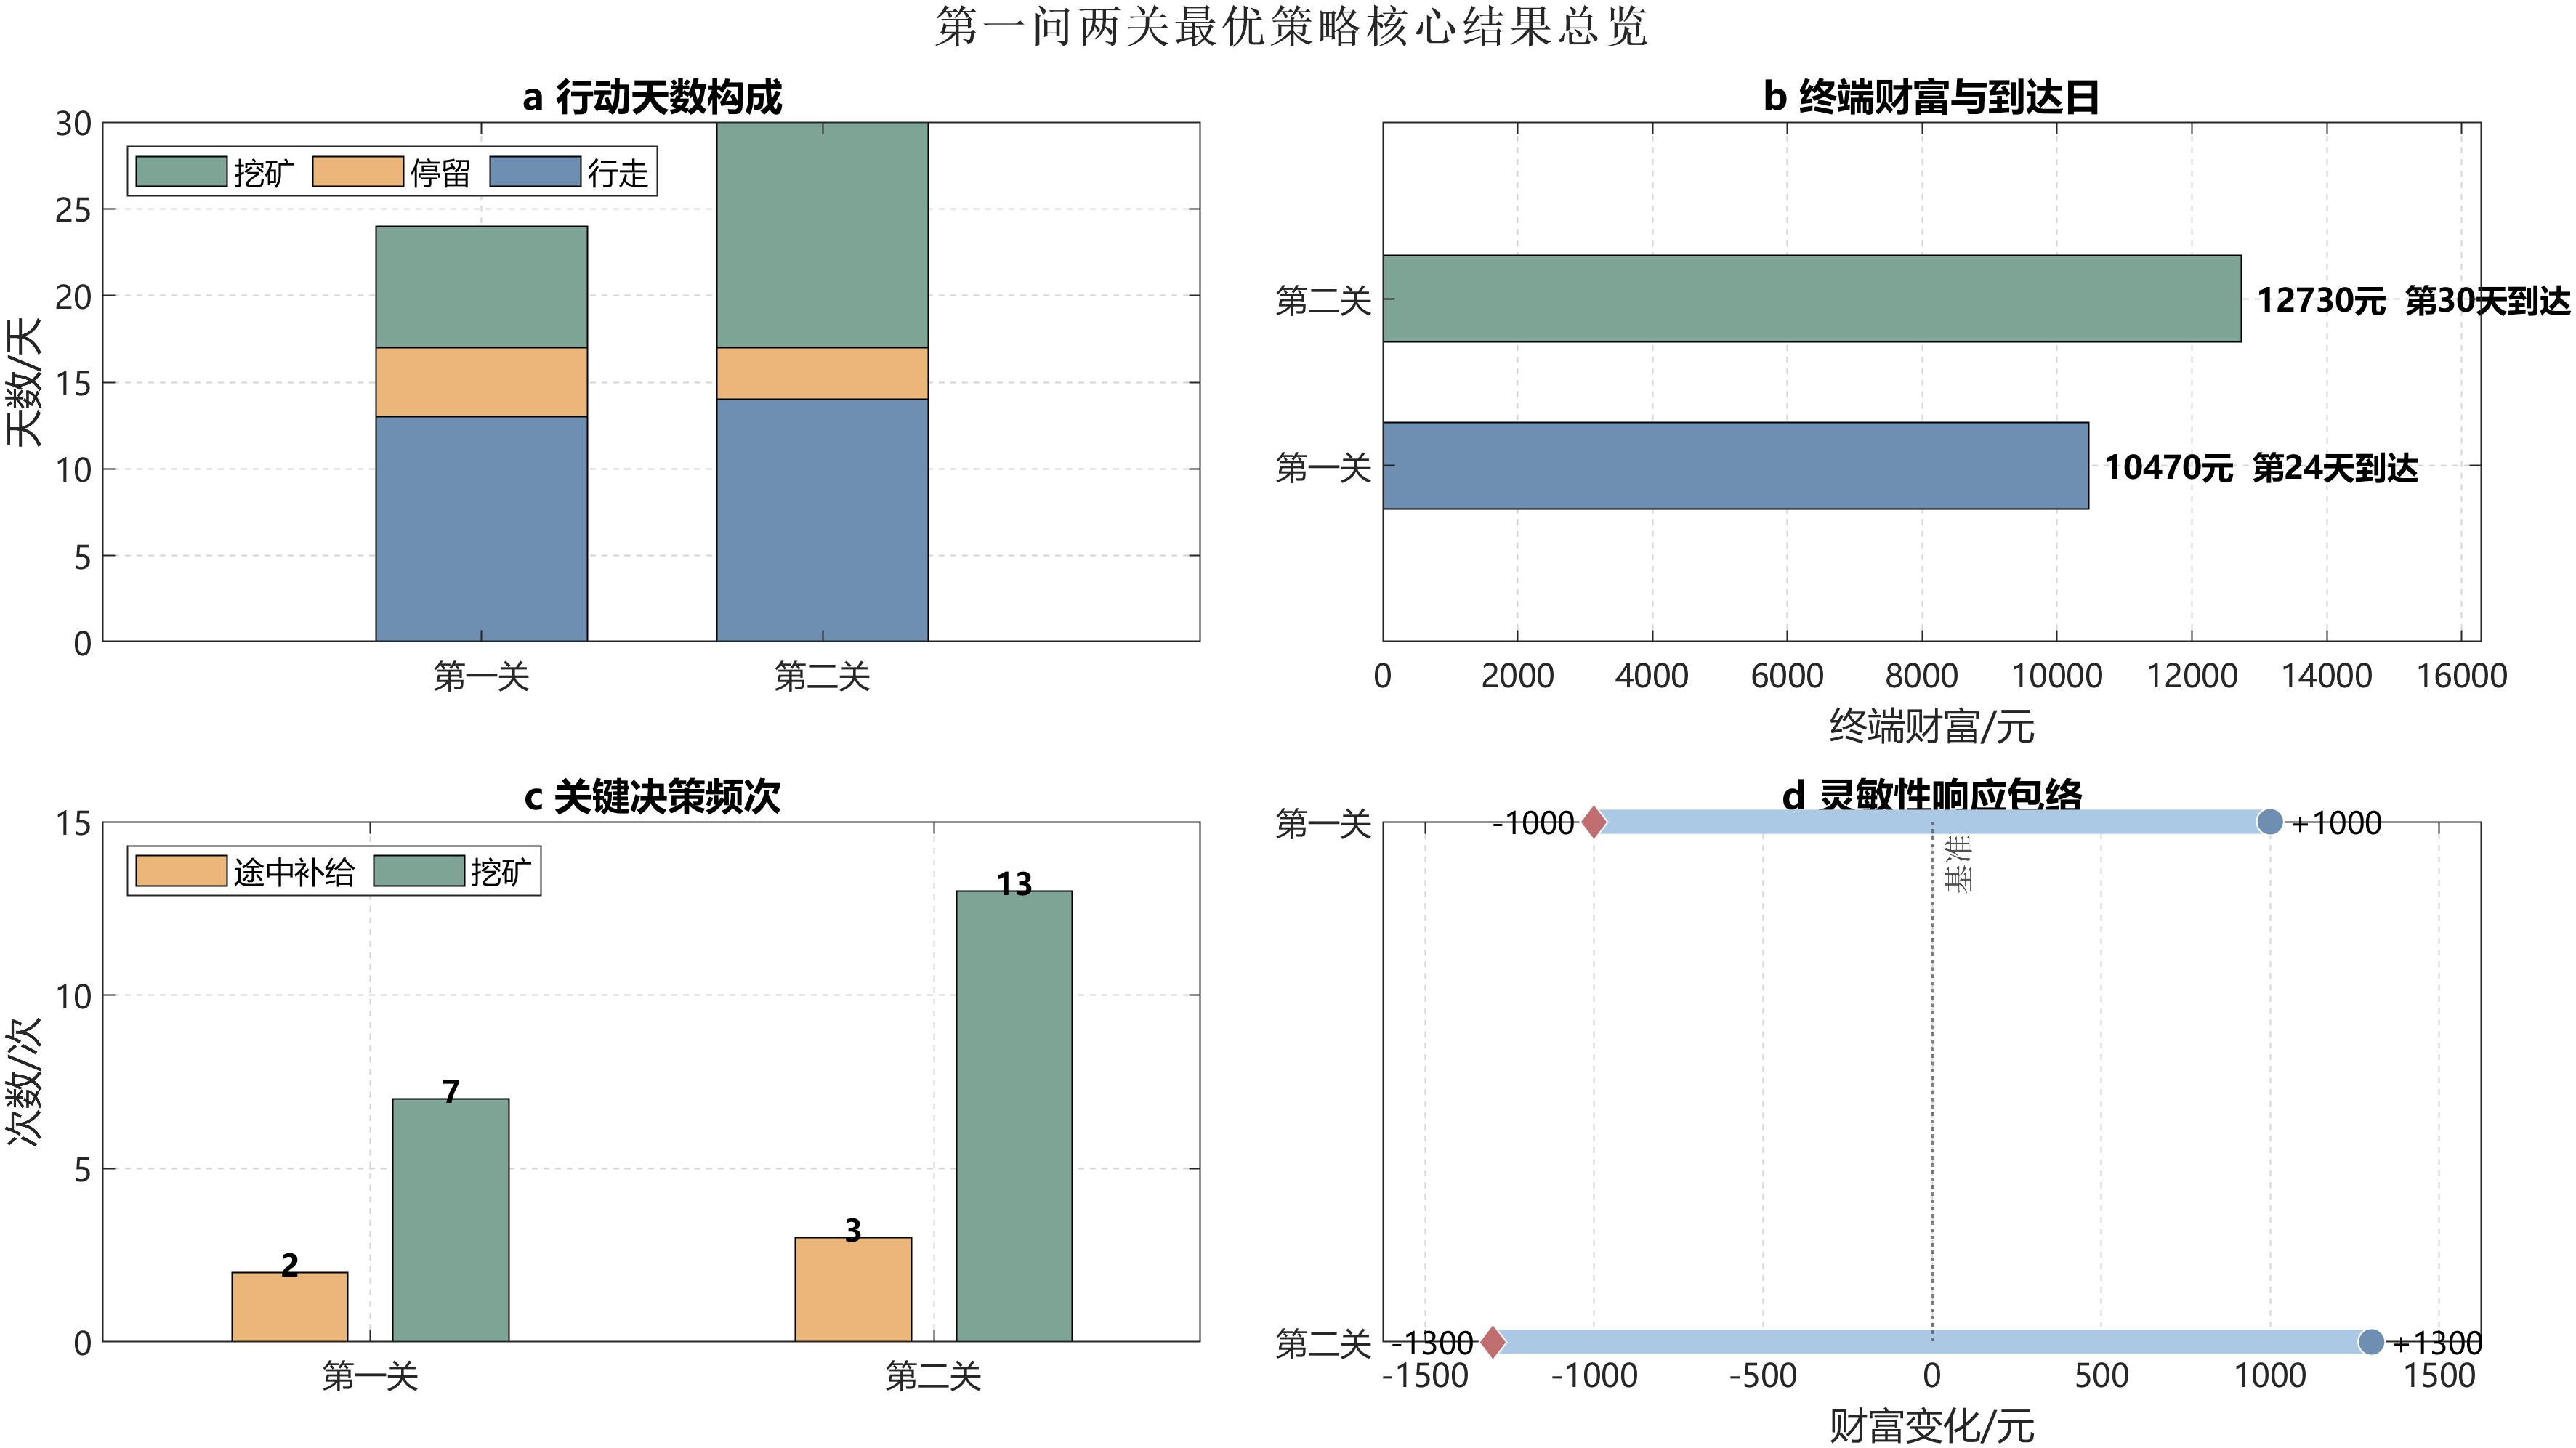 第一问两关最优策略核心结果总览
a 行动天数构成
挖矿 停留 行走
天数/天
30
25
20
15
10
5
0
第一关 第二关
b 终端财富与到达日
第二关
12730元 第30天到达
第一关
10470元 第24天到达
0 2000 4000 6000 8000 10000 12000 14000 16000
终端财富/元
c 关键决策频次
途中补给 挖矿
次数/次
15
10
5
0
2
7
3
13
第一关 第二关
d 灵敏性响应包络
第一关
-1000
+1000
基准
第二关
-1300
+1300
-1500 -1000 -500 0 500 1000 1500
财富变化/元